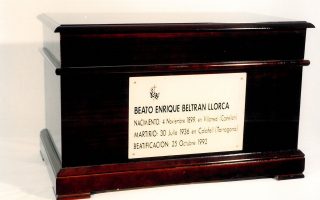 BEATO ENRIQUE BELTRAN LLORCA
NACIMIENTO: 4 Noviembre 1899, en Vilarreal (Castellón)
MARTIRIO: 30 Julio 1936 en Calafell (Tarragona)
BEATIFICACION: 25 Octubre 1992